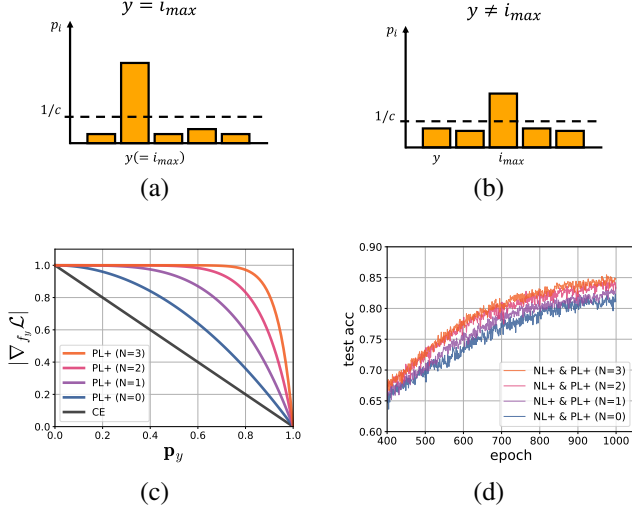 y = i_max
p_i
1/c
y(= i_max)
(a)
y ≠ i_max
p_i
1/c
y i_max
(b)
|∇_{f_y} ℒ|
1.0
0.8
0.6
0.4
0.2
0.0
PL+ (N=3)
PL+ (N=2)
PL+ (N=1)
PL+ (N=0)
CE
0.0 0.2 0.4 0.6 0.8 1.0
p_y
(c)
test acc
0.90
0.85
0.80
0.75
0.70
0.65
0.60
NL+ & PL+ (N=3)
NL+ & PL+ (N=2)
NL+ & PL+ (N=1)
NL+ & PL+ (N=0)
400 500 600 700 800 900 1000
epoch
(d)